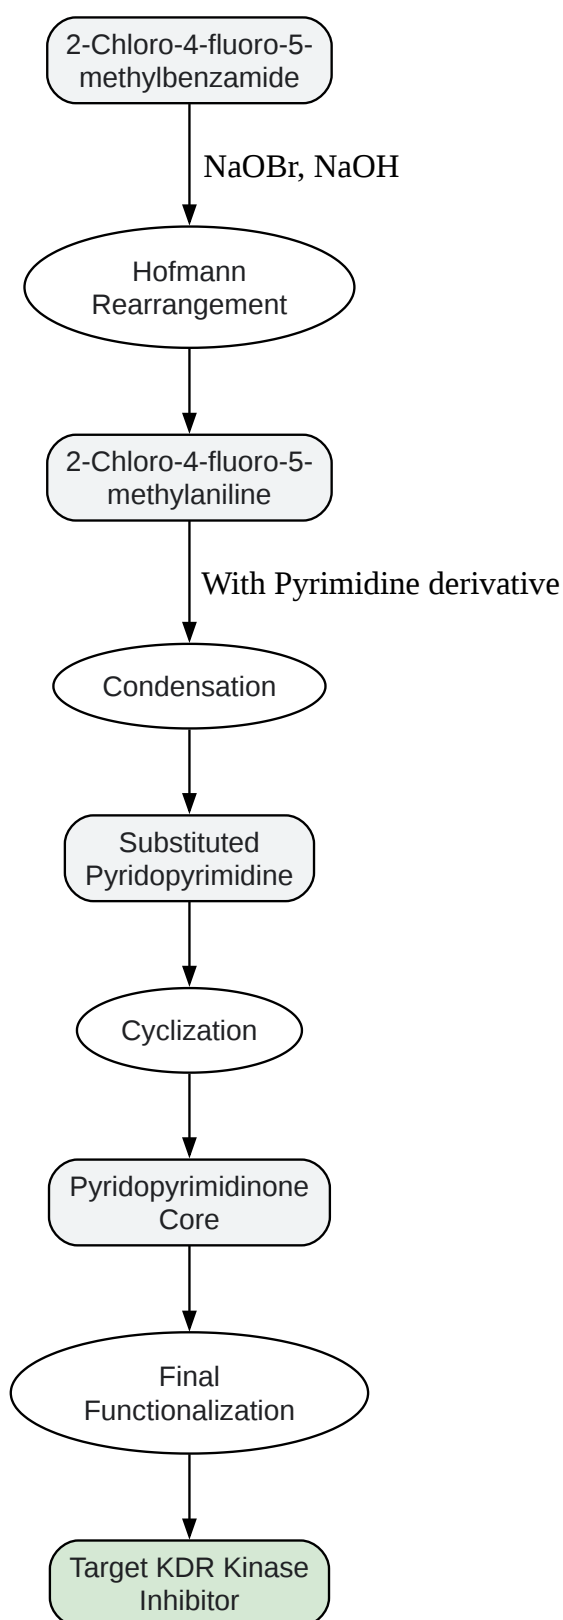 2-Chloro-4-fluoro-5-
methylbenzamide
NaOBr, NaOH
Hofmann
Rearrangement
2-Chloro-4-fluoro-5-
methylaniline
With Pyrimidine derivative
Condensation
Substituted
Pyridopyrimidine
Cyclization
Pyridopyrimidinone
Core
Final
Functionalization
Target KDR Kinase
Inhibitor